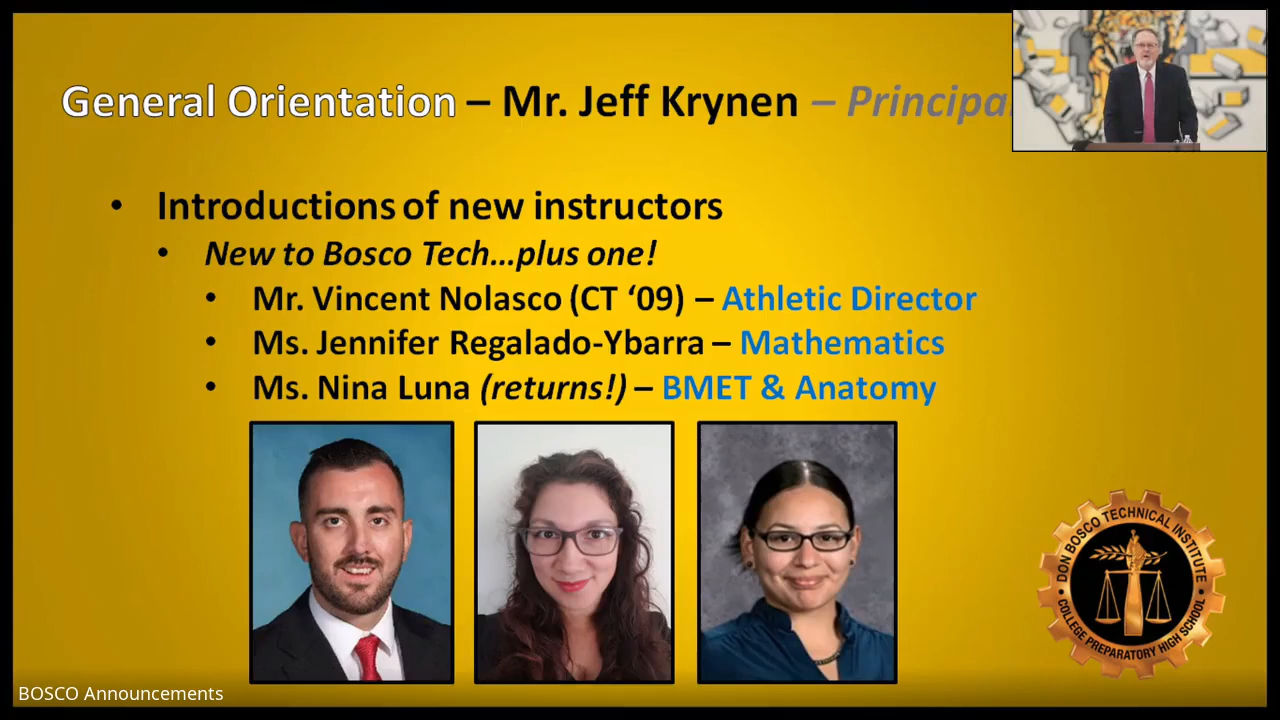 General Orientation – Mr. Jeff Krynen – Principa
• Introductions of new instructors
• New to Bosco Tech...plus one!
• Mr. Vincent Nolasco (CT ‘09) – Athletic Director
• Ms. Jennifer Regalado-Ybarra – Mathematics
• Ms. Nina Luna (returns!) – BMET & Anatomy
• DON BOSCO TECHNICAL INSTITUTE •
COLLEGE PREPARATORY HIGH SCHOOL
BOSCO Announcements